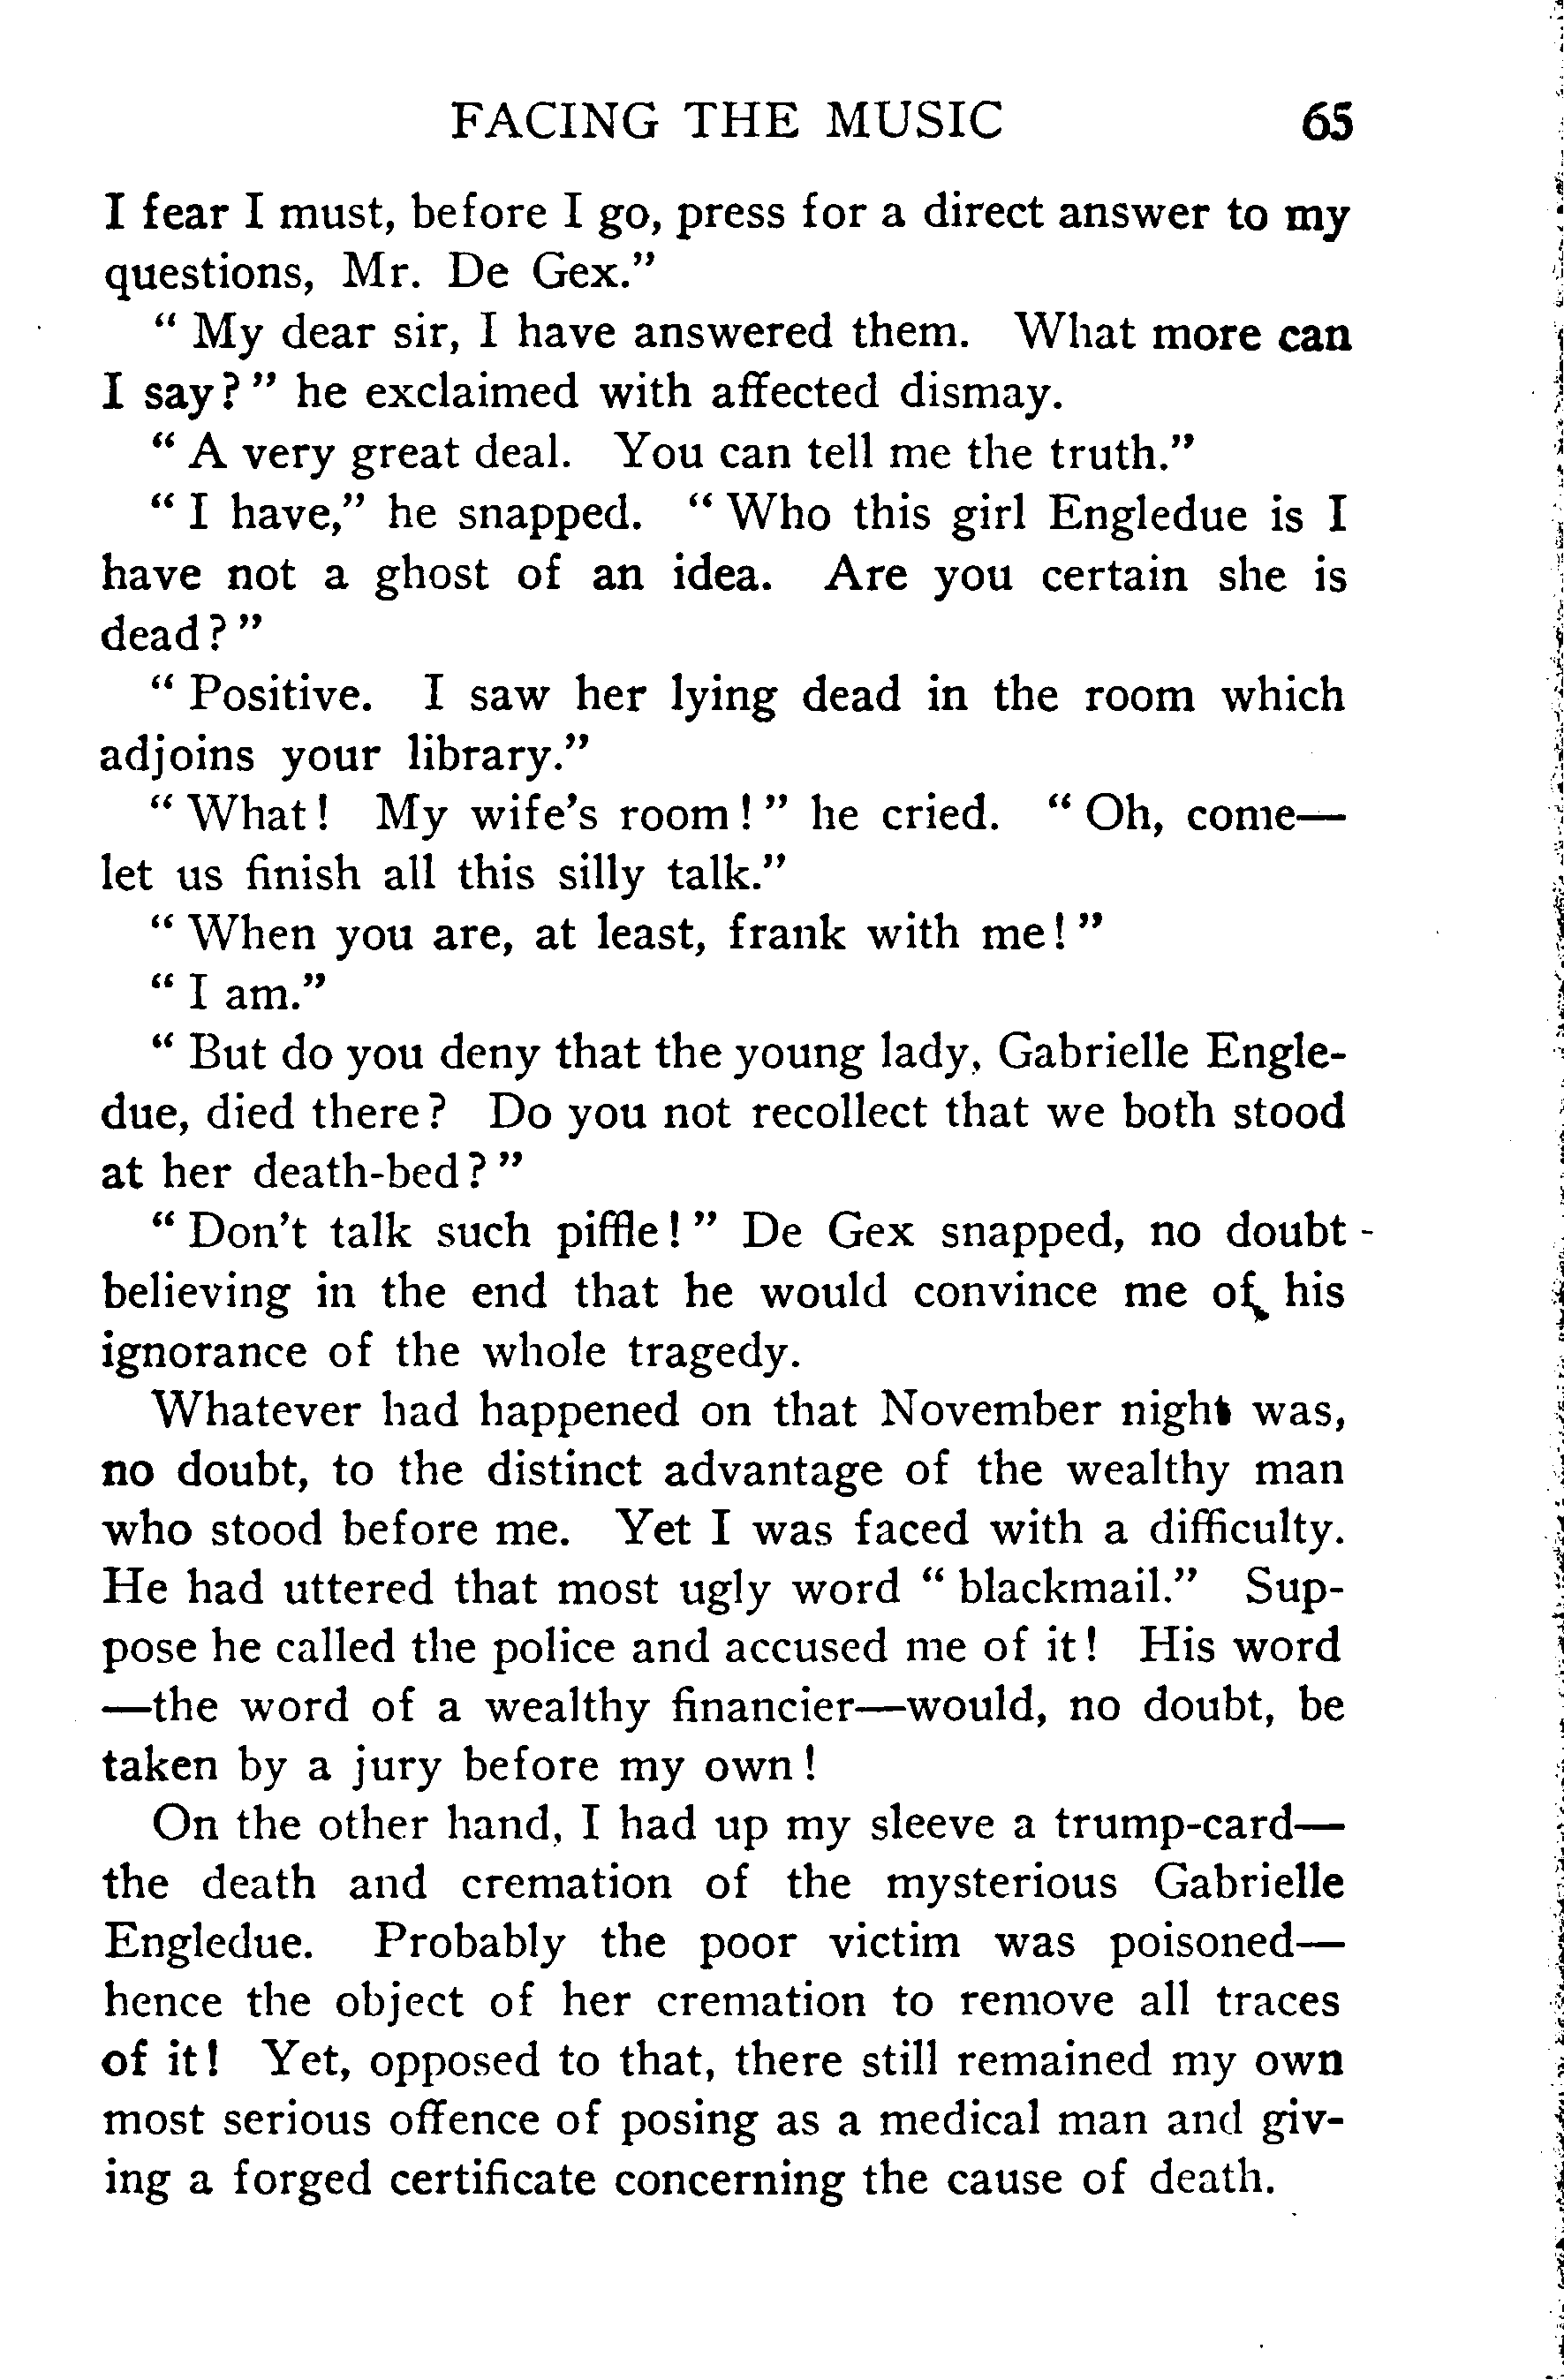 FACING THE MUSIC 65
I fear I must, before I go, press for a direct answer to my
questions, Mr. De Gex.”
“ My dear sir, I have answered them. What more can
I say? ” he exclaimed with affected dismay.
“ A very great deal. You can tell me the truth.”
“ I have,” he snapped. “ Who this girl Engledue is I
have not a ghost of an idea. Are you certain she is
dead? ”
“ Positive. I saw her lying dead in the room which
adjoins your library.”
“ What! My wife’s room! ” he cried. “ Oh, come—
let us finish all this silly talk.”
“ When you are, at least, frank with me! ”
“ I am.”
“ But do you deny that the young lady, Gabrielle Engle-
due, died there? Do you not recollect that we both stood
at her death-bed? ”
“ Don’t talk such piffle! ” De Gex snapped, no doubt
believing in the end that he would convince me of his
ignorance of the whole tragedy.
Whatever had happened on that November night was,
no doubt, to the distinct advantage of the wealthy man
who stood before me. Yet I was faced with a difficulty.
He had uttered that most ugly word “ blackmail.” Sup-
pose he called the police and accused me of it! His word
—the word of a wealthy financier—would, no doubt, be
taken by a jury before my own!
On the other hand, I had up my sleeve a trump-card—
the death and cremation of the mysterious Gabrielle
Engledue. Probably the poor victim was poisoned—
hence the object of her cremation to remove all traces
of it! Yet, opposed to that, there still remained my own
most serious offence of posing as a medical man and giv-
ing a forged certificate concerning the cause of death.